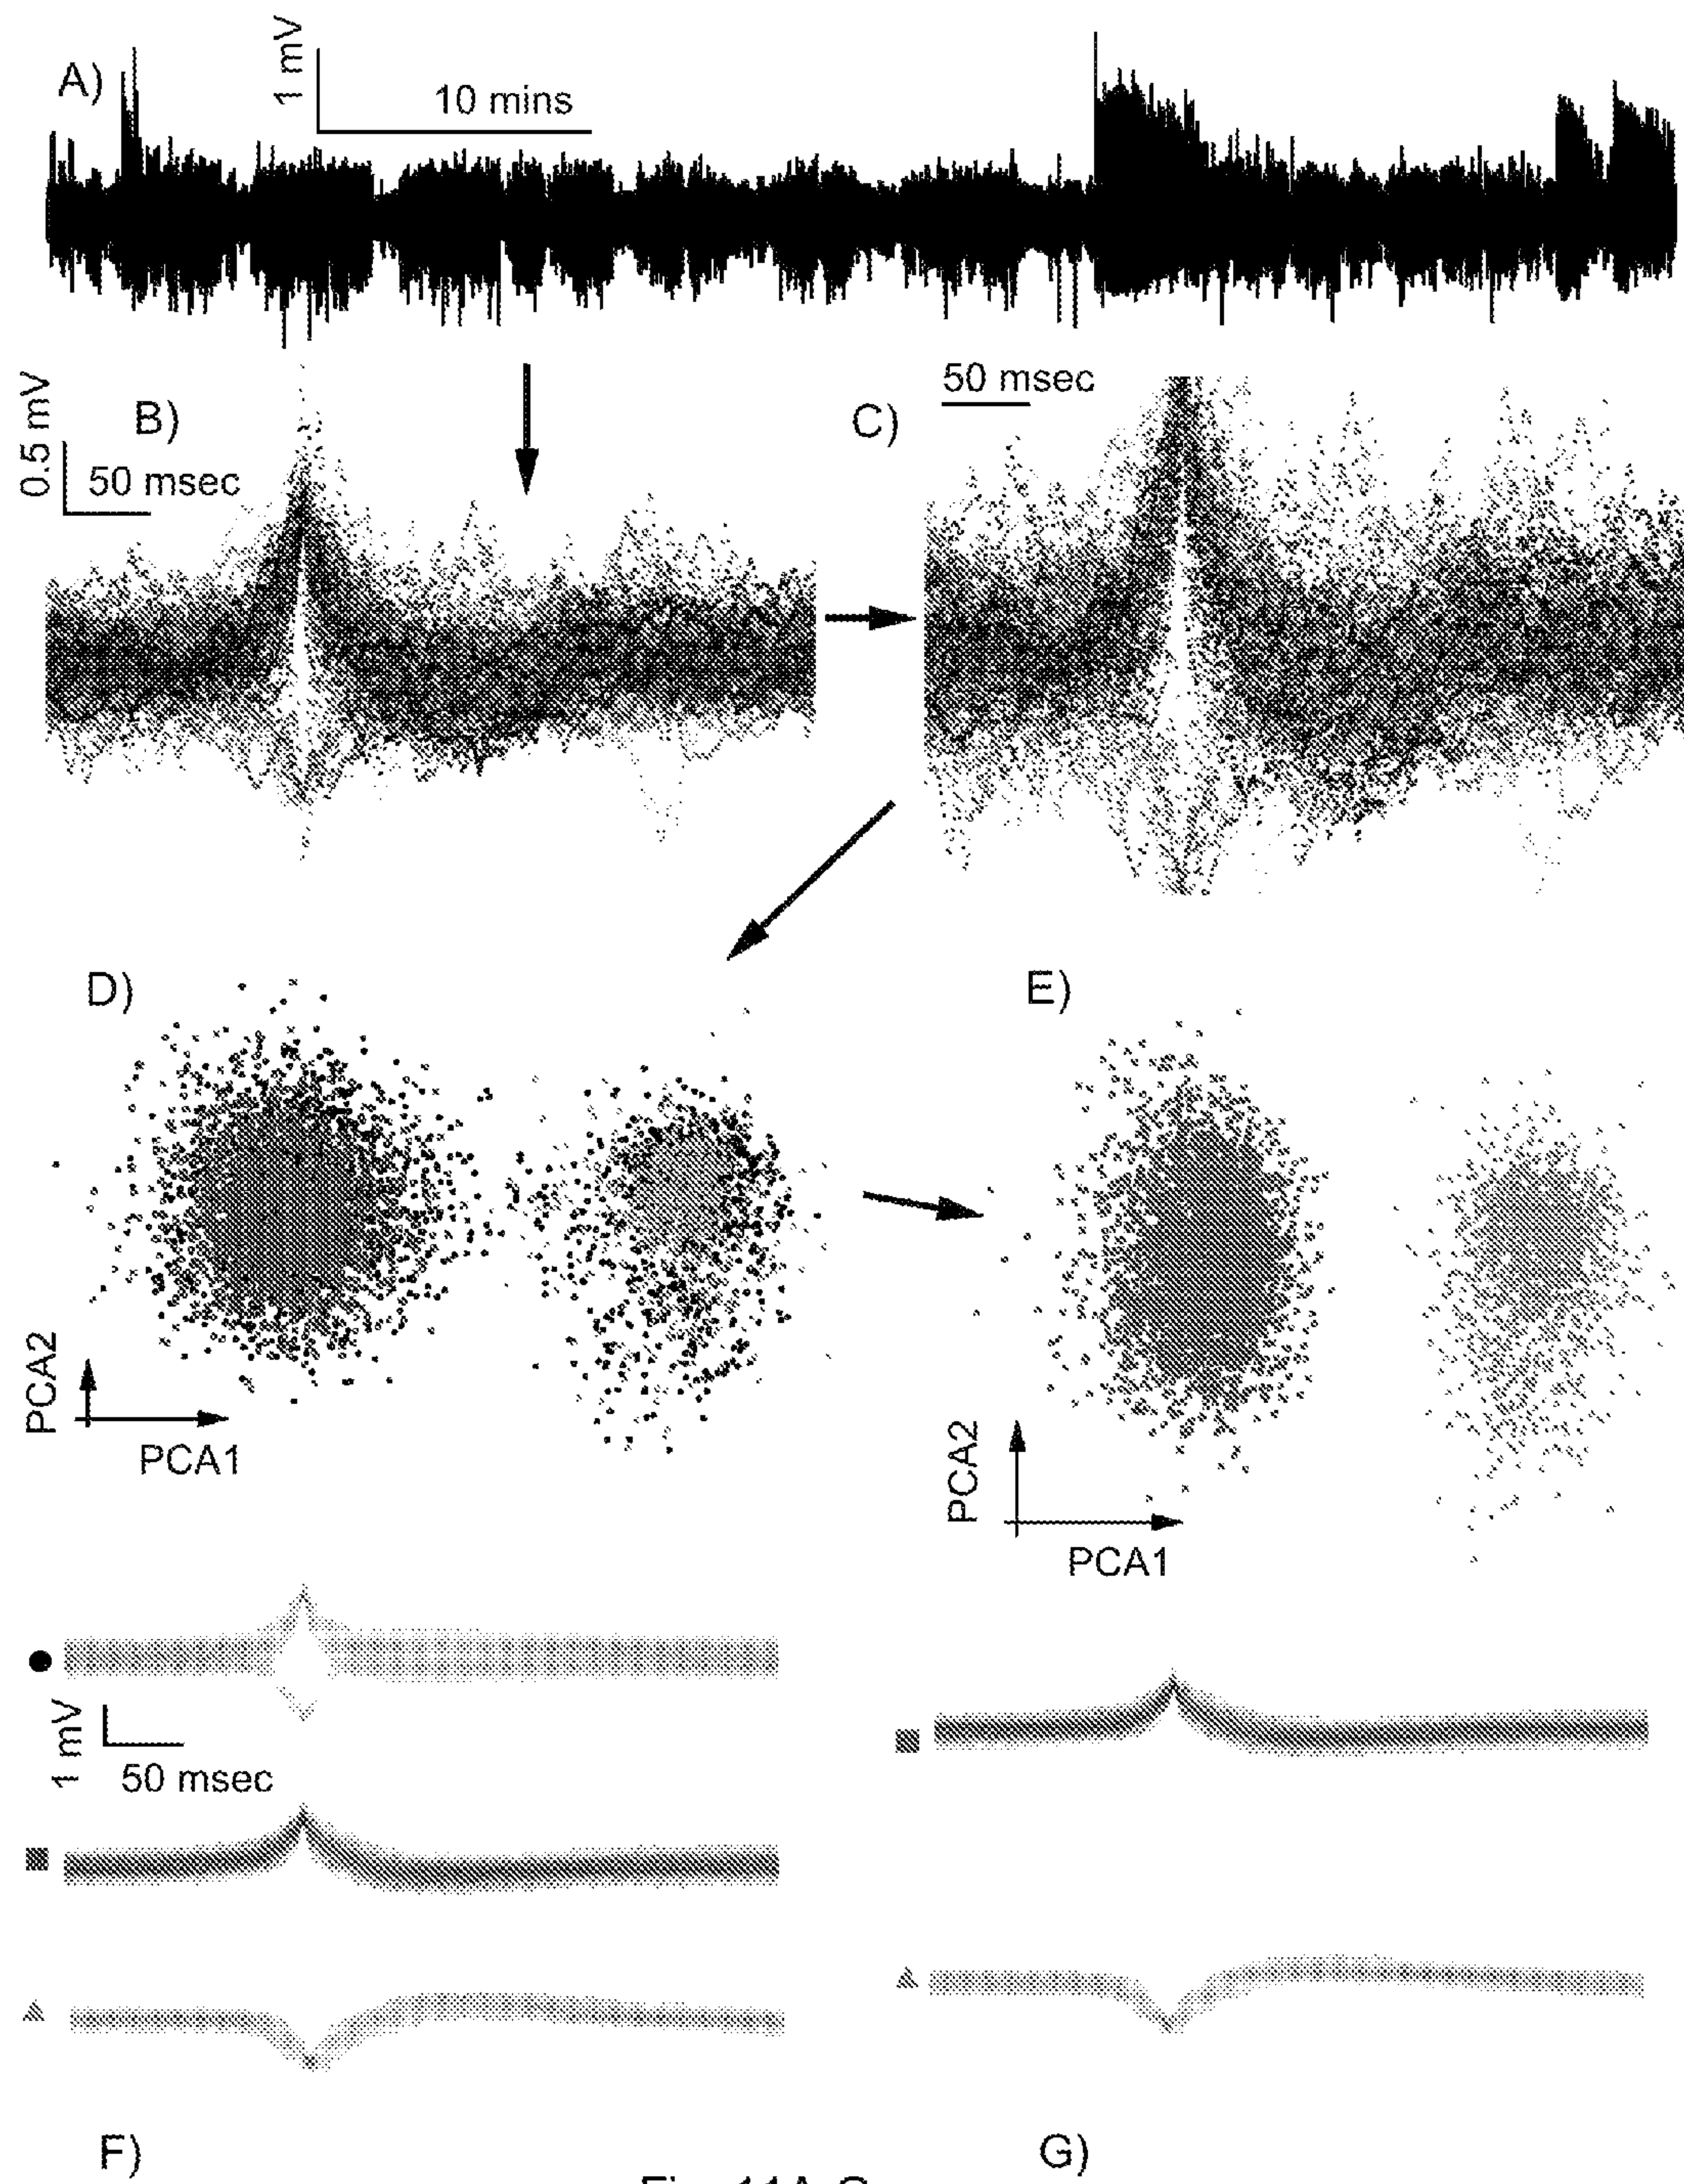 A)
1 mV
10 mins
B)
0.5 mV
50 msec
C)
50 msec
D)
PCA2
PCA1
E)
PCA2
PCA1
1 mV
50 msec
F)
G)